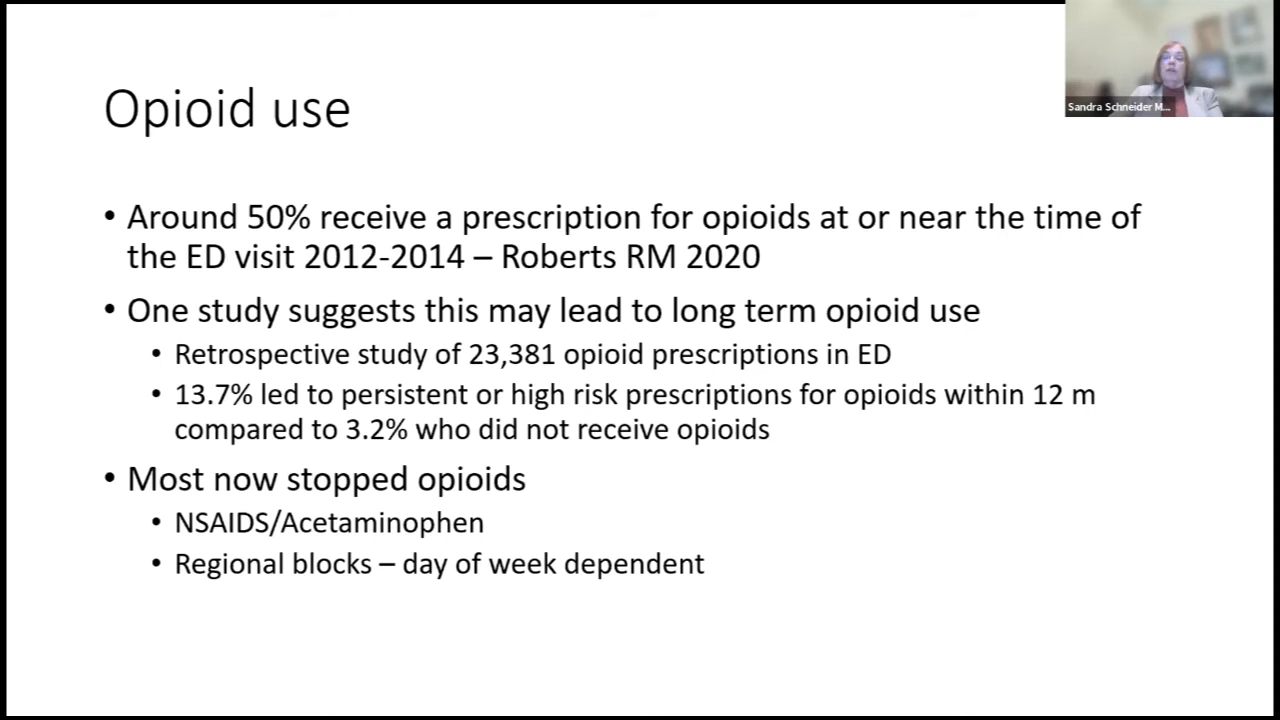 Sandra Schneider M...
Opioid use
• Around 50% receive a prescription for opioids at or near the time of
the ED visit 2012-2014 – Roberts RM 2020
• One study suggests this may lead to long term opioid use
• Retrospective study of 23,381 opioid prescriptions in ED
• 13.7% led to persistent or high risk prescriptions for opioids within 12 m
compared to 3.2% who did not receive opioids
• Most now stopped opioids
• NSAIDS/Acetaminophen
• Regional blocks – day of week dependent